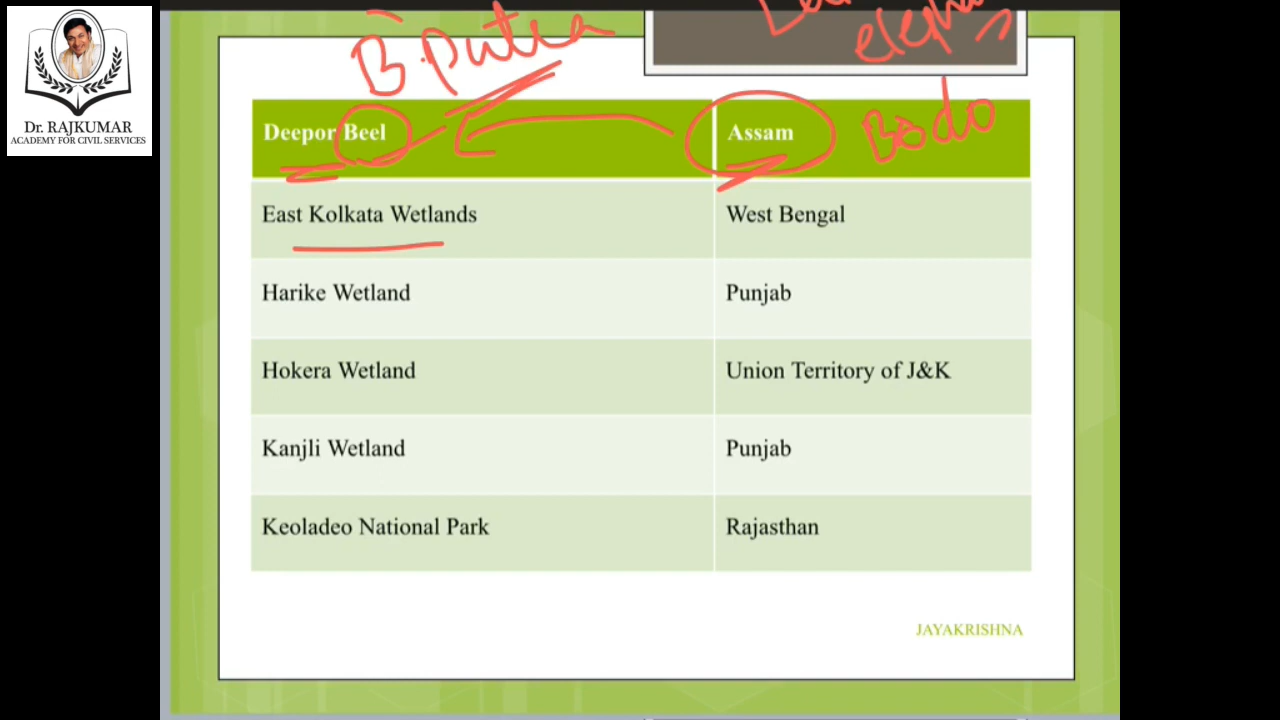 Dr. RAJKUMAR
ACADEMY FOR CIVIL SERVICES
B.Putra
Deepor Beel Assam Bodo
East Kolkata Wetlands West Bengal
Harike Wetland Punjab
Hokera Wetland Union Territory of J&K
Kanjli Wetland Punjab
Keoladeo National Park Rajasthan
JAYAKRISHNA